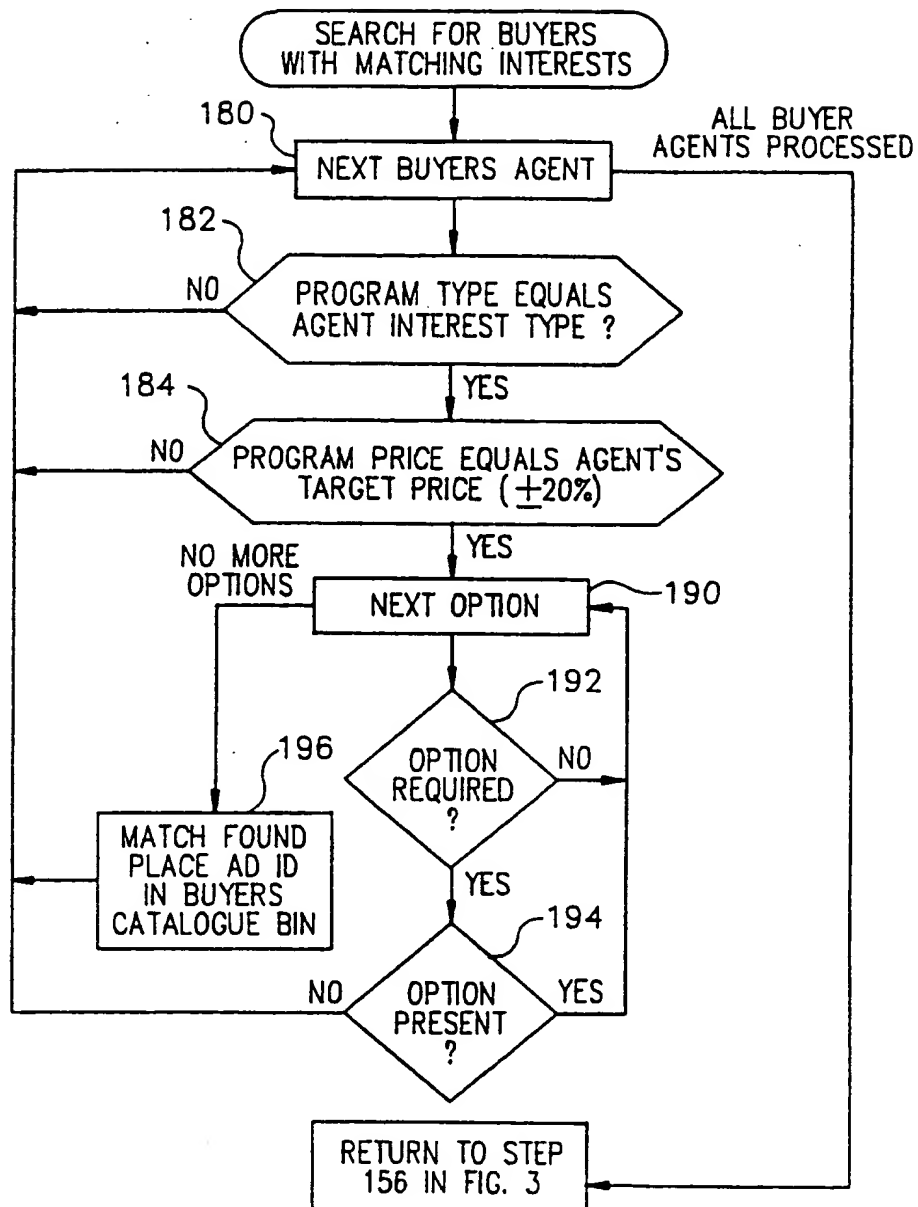 SEARCH FOR BUYERS
WITH MATCHING INTERESTS
180
ALL BUYER
AGENTS PROCESSED
NEXT BUYERS AGENT
182
NO
PROGRAM TYPE EQUALS
AGENT INTEREST TYPE ?
YES
184
NO
PROGRAM PRICE EQUALS AGENT'S
TARGET PRICE (±20%)
YES
NO MORE
OPTIONS
NEXT OPTION
190
192
OPTION
REQUIRED
?
NO
196
MATCH FOUND
PLACE AD ID
IN BUYERS
CATALOGUE BIN
YES
194
NO
OPTION
PRESENT
?
YES
RETURN TO STEP
156 IN FIG. 3